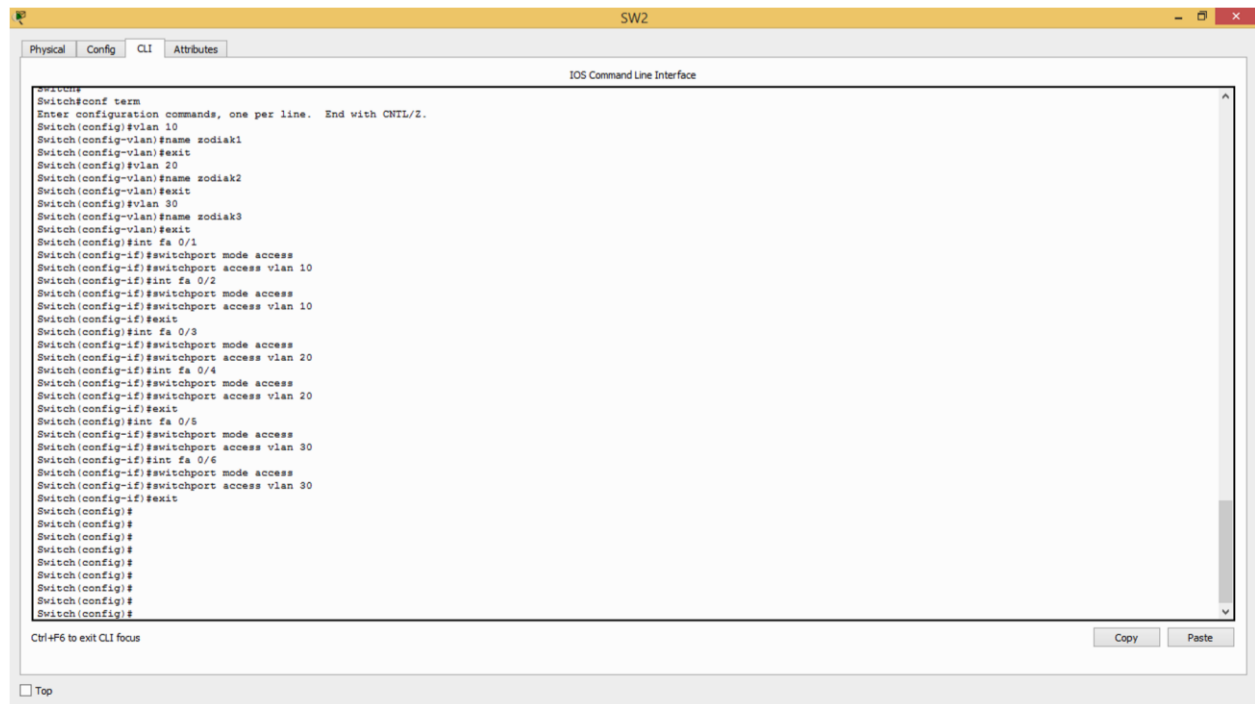 SW2
Physical Config CLI Attributes
IOS Command Line Interface
Switch#
Switch#conf term
Enter configuration commands, one per line. End with CNTL/Z.
Switch(config)#vlan 10
Switch(config-vlan)#name zodiak1
Switch(config-vlan)#exit
Switch(config)#vlan 20
Switch(config-vlan)#name zodiak2
Switch(config-vlan)#exit
Switch(config)#vlan 30
Switch(config-vlan)#name zodiak3
Switch(config-vlan)#exit
Switch(config)#int fa 0/1
Switch(config-if)#switchport mode access
Switch(config-if)#switchport access vlan 10
Switch(config-if)#int fa 0/2
Switch(config-if)#switchport mode access
Switch(config-if)#switchport access vlan 10
Switch(config-if)#exit
Switch(config)#int fa 0/3
Switch(config-if)#switchport mode access
Switch(config-if)#switchport access vlan 20
Switch(config-if)#int fa 0/4
Switch(config-if)#switchport mode access
Switch(config-if)#switchport access vlan 20
Switch(config-if)#exit
Switch(config)#int fa 0/5
Switch(config-if)#switchport mode access
Switch(config-if)#switchport access vlan 30
Switch(config-if)#int fa 0/6
Switch(config-if)#switchport mode access
Switch(config-if)#switchport access vlan 30
Switch(config-if)#exit
Switch(config)#
Switch(config)#
Switch(config)#
Switch(config)#
Switch(config)#
Switch(config)#
Switch(config)#
Switch(config)#
Switch(config)#
Ctrl+F6 to exit CLI focus Copy Paste
Top